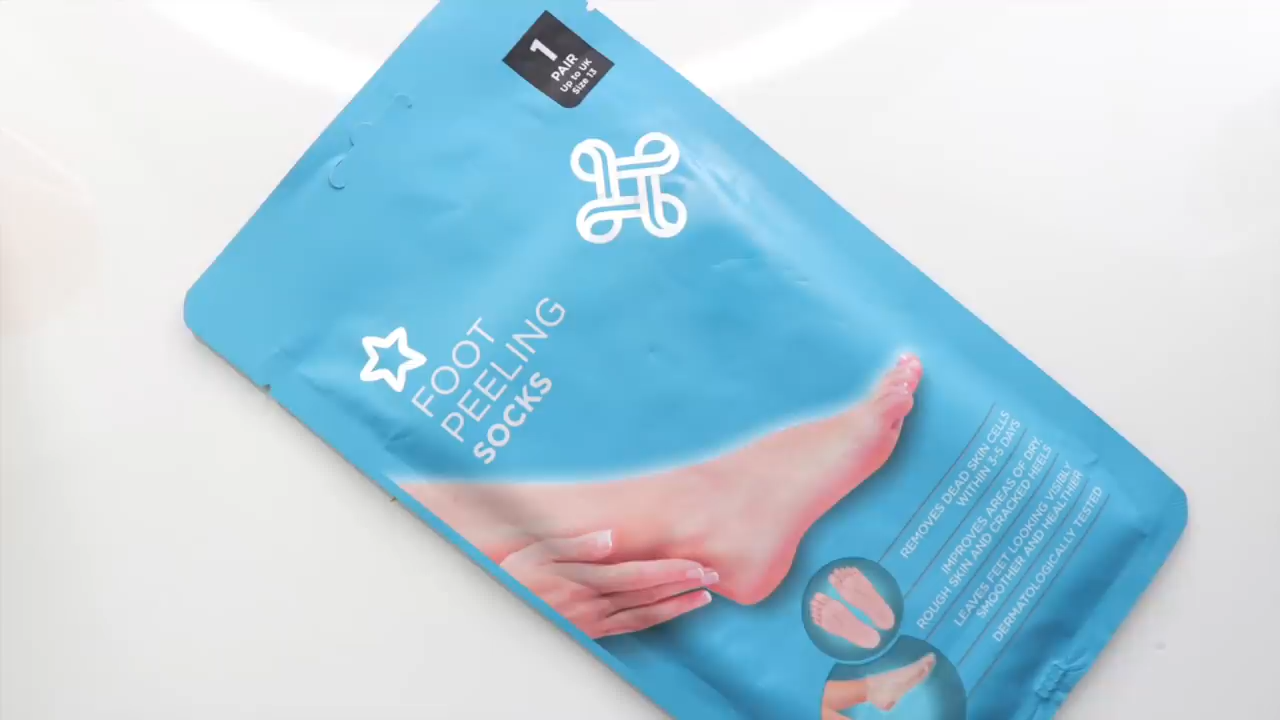 1
PAIR
Up to UK
Size 13
FOOT
PEELING
SOCKS
REMOVES DEAD SKIN CELLS
WITHIN 3-5 DAYS
IMPROVES AREAS OF DRY,
ROUGH SKIN AND CRACKED HEELS
LEAVES FEET LOOKING VISIBLY
SMOOTHER AND HEALTHIER
DERMATOLOGICALLY TESTED